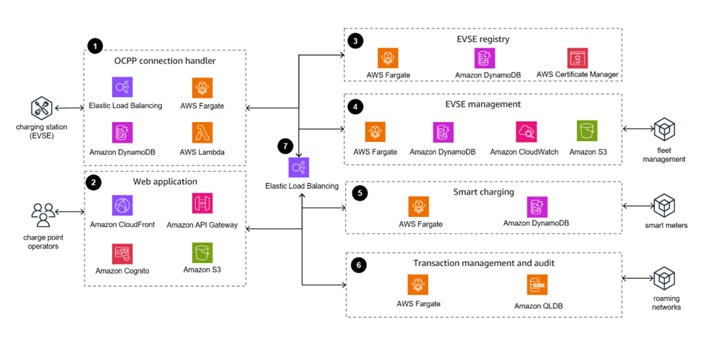 1
OCPP connection handler
Elastic Load Balancing
AWS Fargate
Amazon DynamoDB
AWS Lambda
charging station
(EVSE)
2
Web application
Amazon CloudFront
Amazon API Gateway
Amazon Cognito
Amazon S3
charge point
operators
7
Elastic Load Balancing
3
EVSE registry
AWS Fargate
Amazon DynamoDB
AWS Certificate Manager
4
EVSE management
AWS Fargate
Amazon DynamoDB
Amazon CloudWatch
Amazon S3
fleet
management
5
Smart charging
AWS Fargate
Amazon DynamoDB
smart meters
6
Transaction management and audit
AWS Fargate
Amazon QLDB
roaming
networks